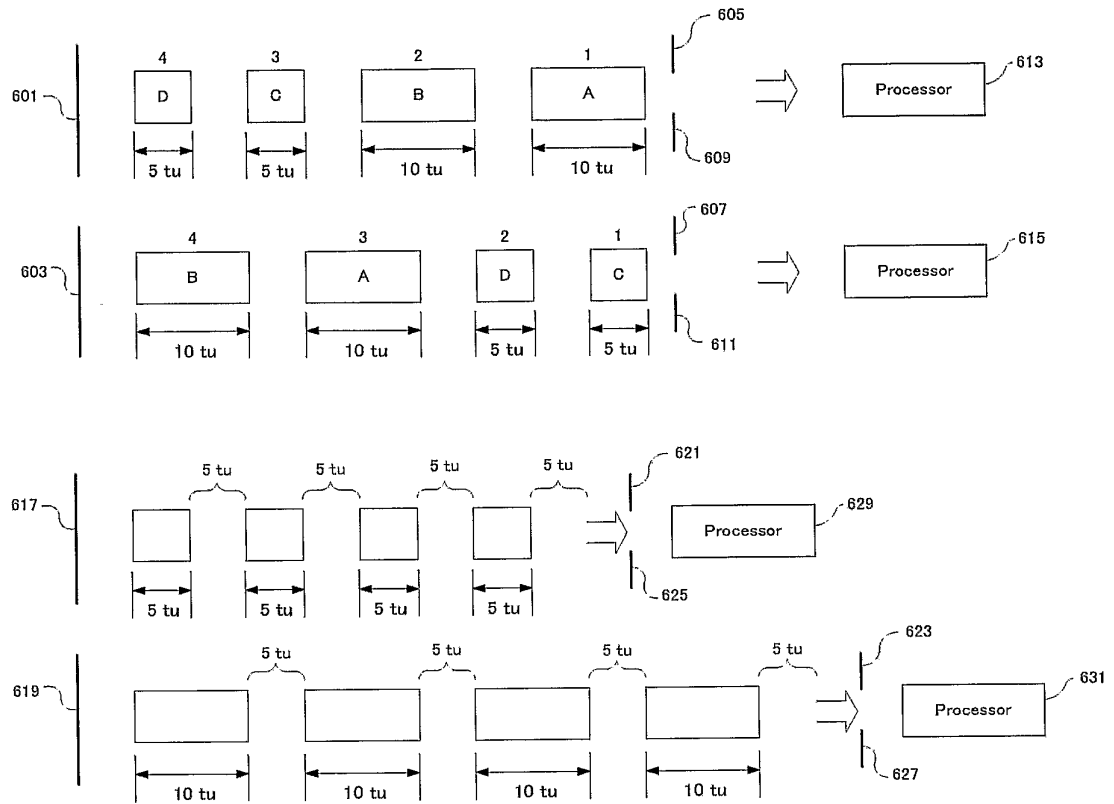 605
4 3 2 1
613
601 D C B A Processor
609
5 tu 5 tu 10 tu 10 tu
607
4 3 2 1
615
603 B A D C Processor
611
10 tu 10 tu 5 tu 5 tu
621
5 tu 5 tu 5 tu 5 tu
617 629
Processor
625
5 tu 5 tu 5 tu 5 tu
623
5 tu 5 tu 5 tu 5 tu
619 631
Processor
627
10 tu 10 tu 10 tu 10 tu